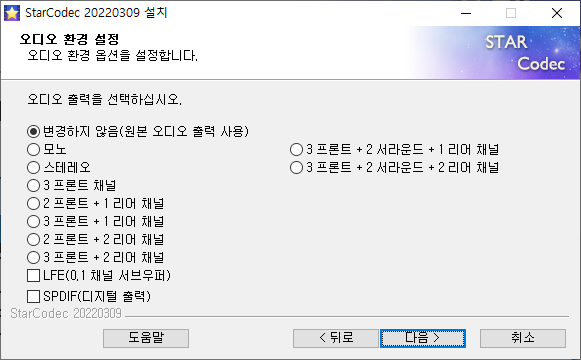 StarCodec 20220309 설치
오디오 환경 설정
오디오 환경 옵션을 설정합니다.
STAR
Codec
오디오 출력을 선택하십시오.
변경하지 않음(원본 오디오 출력 사용)
모노
스테레오
3 프론트 채널
2 프론트 + 1 리어 채널
3 프론트 + 1 리어 채널
2 프론트 + 2 리어 채널
3 프론트 + 2 리어 채널
3 프론트 + 2 서라운드 + 1 리어 채널
3 프론트 + 2 서라운드 + 2 리어 채널
LFE(0.1 채널 서브우퍼)
SPDIF(디지털 출력)
StarCodec 20220309
도움말
< 뒤로
다음 >
취소